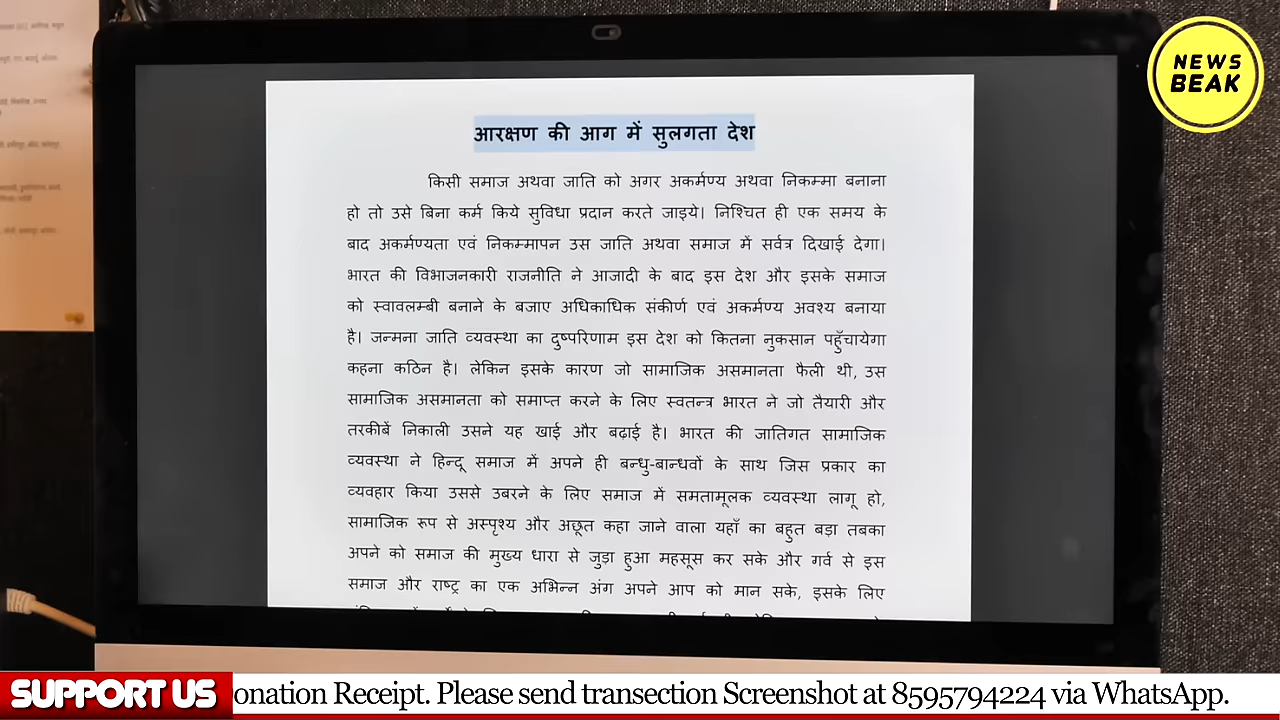 NEWS
BEAK
आरक्षण की आग में सुलगता देश
किसी समाज अथवा जाति को अगर अकर्मण्य अथवा निकम्मा बनाना
हो तो उसे बिना कर्म किये सुविधा प्रदान करते जाइये। निश्चित ही एक समय के
बाद अकर्मण्यता एवं निकम्मापन उस जाति अथवा समाज में सर्वत्र दिखाई देगा।
भारत की विभाजनकारी राजनीति ने आजादी के बाद इस देश और इसके समाज
को स्वावलम्बी बनाने के बजाए अधिकाधिक संकीर्ण एवं अकर्मण्य अवश्य बनाया
है। जन्मना जाति व्यवस्था का दुष्परिणाम इस देश को कितना नुकसान पहुँचायेगा
कहना कठिन है। लेकिन इसके कारण जो सामाजिक असमानता फैली थी, उस
सामाजिक असमानता को समाप्त करने के लिए स्वतन्त्र भारत ने जो तैयारी और
तरकीबें निकाली उसने यह खाई और बढ़ाई है। भारत की जातिगत सामाजिक
व्यवस्था ने हिन्दू समाज में अपने ही बन्धु-बान्धवों के साथ जिस प्रकार का
व्यवहार किया उससे उबरने के लिए समाज में समतामूलक व्यवस्था लागू हो,
सामाजिक रूप से अस्पृश्य और अछूत कहा जाने वाला यहाँ का बहुत बड़ा तबका
अपने को समाज की मुख्य धारा से जुड़ा हुआ महसूस कर सके और गर्व से इस
समाज और राष्ट्र का एक अभिन्न अंग अपने आप को मान सके, इसके लिए
SUPPORT US
onation Receipt. Please send transection Screenshot at 8595794224 via WhatsApp.